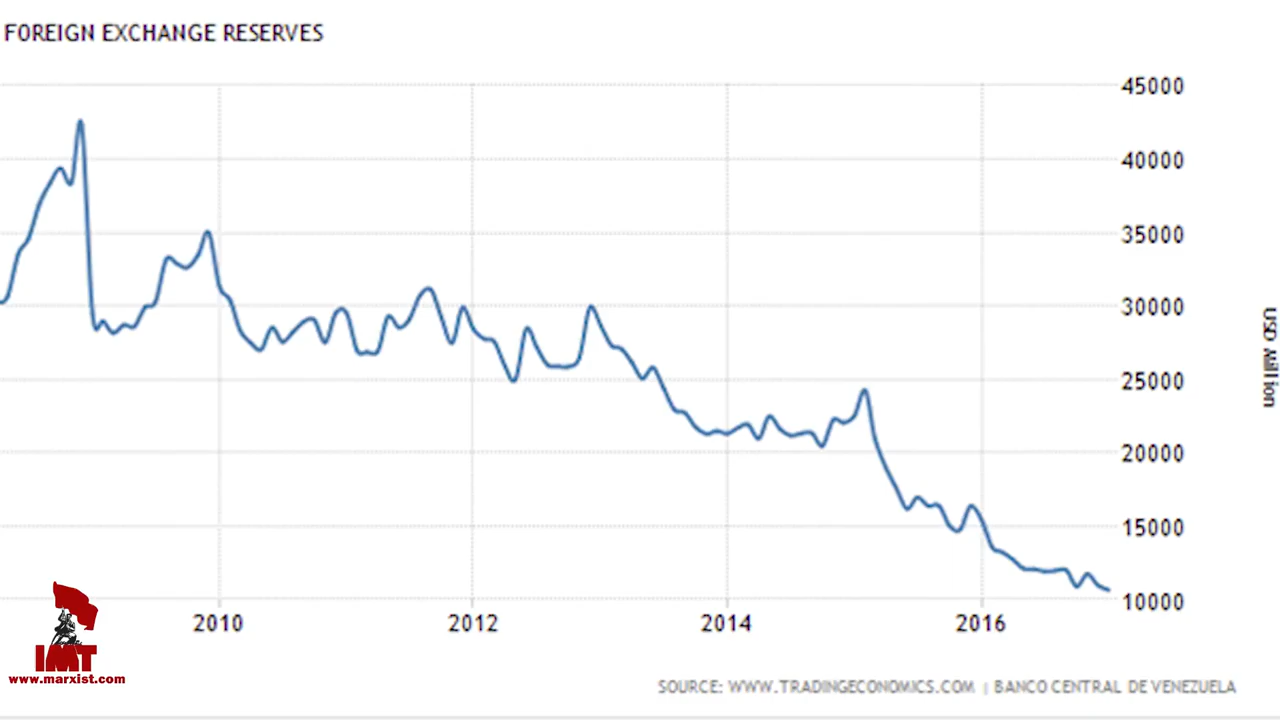 FOREIGN EXCHANGE RESERVES
45000
40000
35000
30000
25000
20000
15000
10000
USD Million
2010 2012 2014 2016
IMT
www.marxist.com
SOURCE: WWW.TRADINGECONOMICS.COM | BANCO CENTRAL DE VENEZUELA